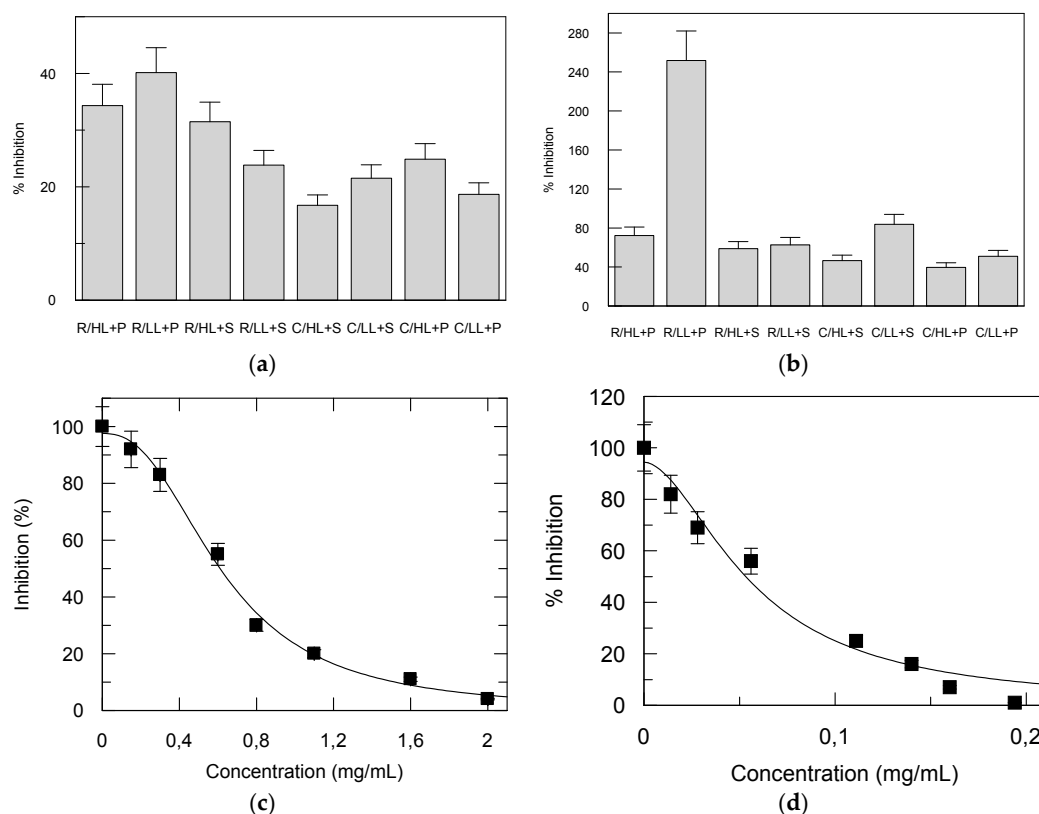 % Inhibition
40
20
0
R/HL+P R/LL+P R/HL+S R/LL+S C/HL+S C/LL+S C/HL+P C/LL+P
(a)
% Inhibition
280
240
200
160
120
80
40
0
R/HL+P R/LL+P R/HL+S R/LL+S C/HL+S C/LL+S C/HL+P C/LL+P
(b)
Inhibition (%)
100
80
60
40
20
0
0 0,4 0,8 1,2 1,6 2
Concentration (mg/mL)
(c)
% Inhibition
120
100
80
60
40
20
0
0 0,1 0,2
Concentration (mg/mL)
(d)